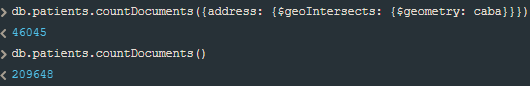 > db.patients.countDocuments({address: {$geoIntersects: {$geometry: caba}}})
< 46045
> db.patients.countDocuments()
< 209648